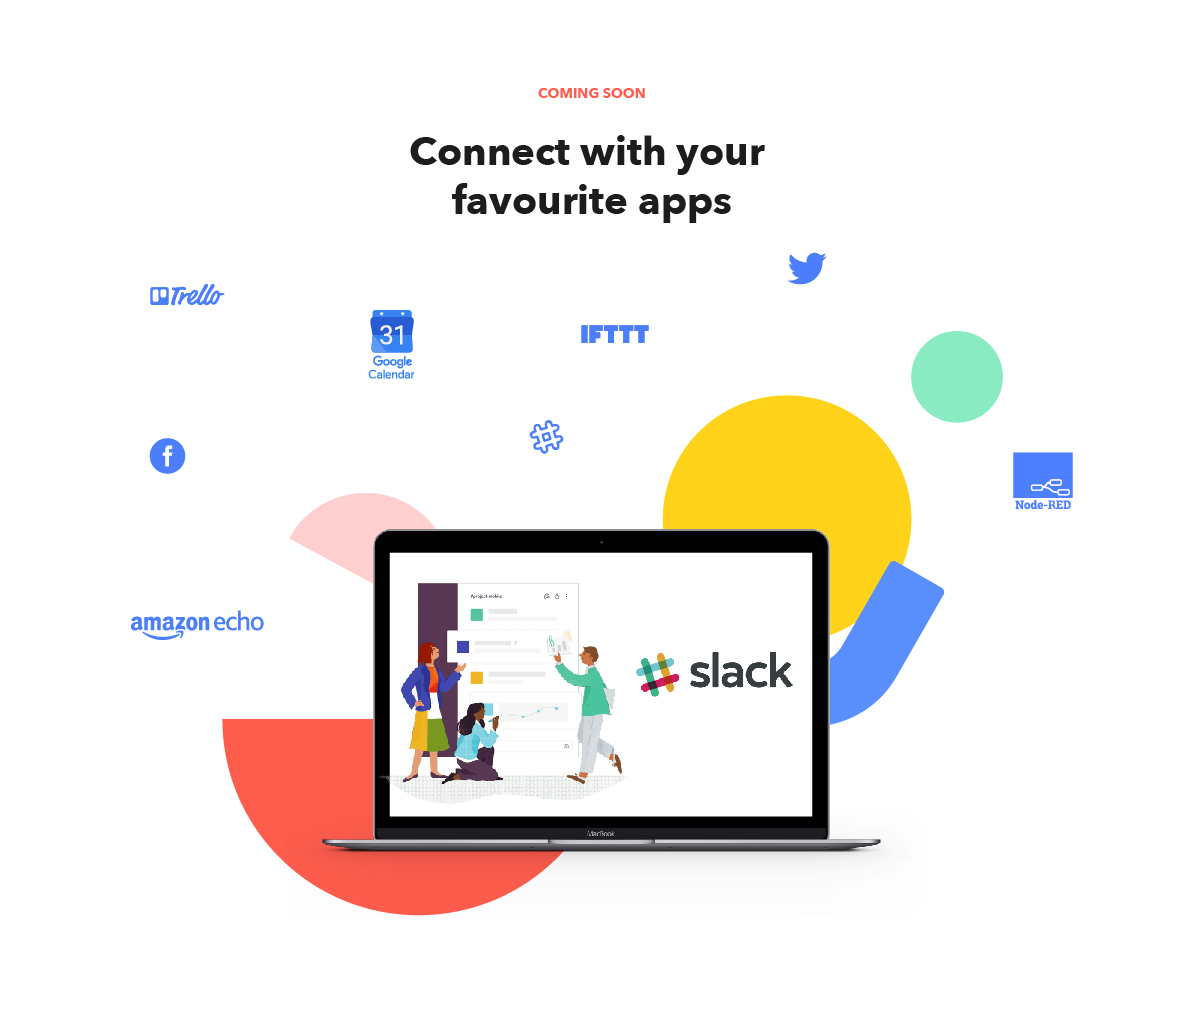 COMING SOON
Connect with your
favourite apps
Trello
31
Google
Calendar
IFTTT
f
Node-RED
amazon echo
#project-mobile
slack
MacBook